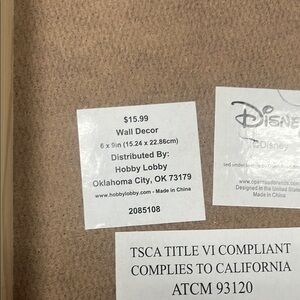 $15.99
Wall Decor
6 x 9in (15.24 x 22.86cm)
Distributed By:
Hobby Lobby
Oklahoma City, OK 73179
www.hobbylobby.com - Made in China
2085108
DISNE
©Disney
Designed in the United States
Made in China
TSCA TITLE VI COMPLIANT
COMPLIES TO CALIFORNIA
ATCM 93120